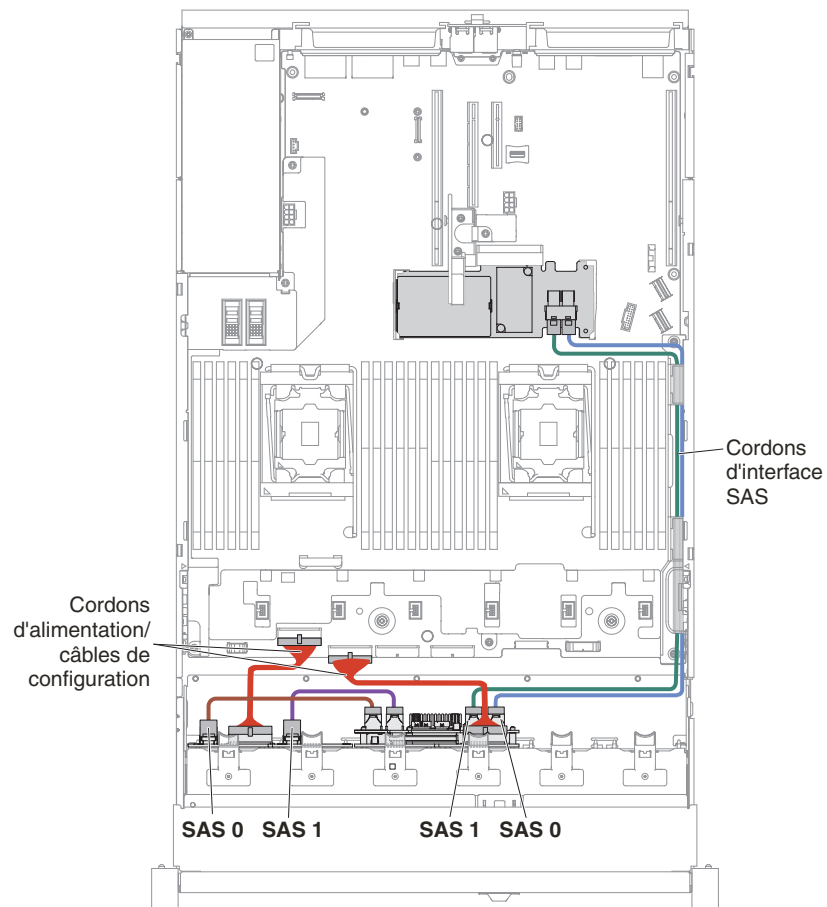 Cordons
d'interface
SAS
Cordons
d'alimentation/
câbles de
configuration
SAS 0 SAS 1 SAS 1 SAS 0